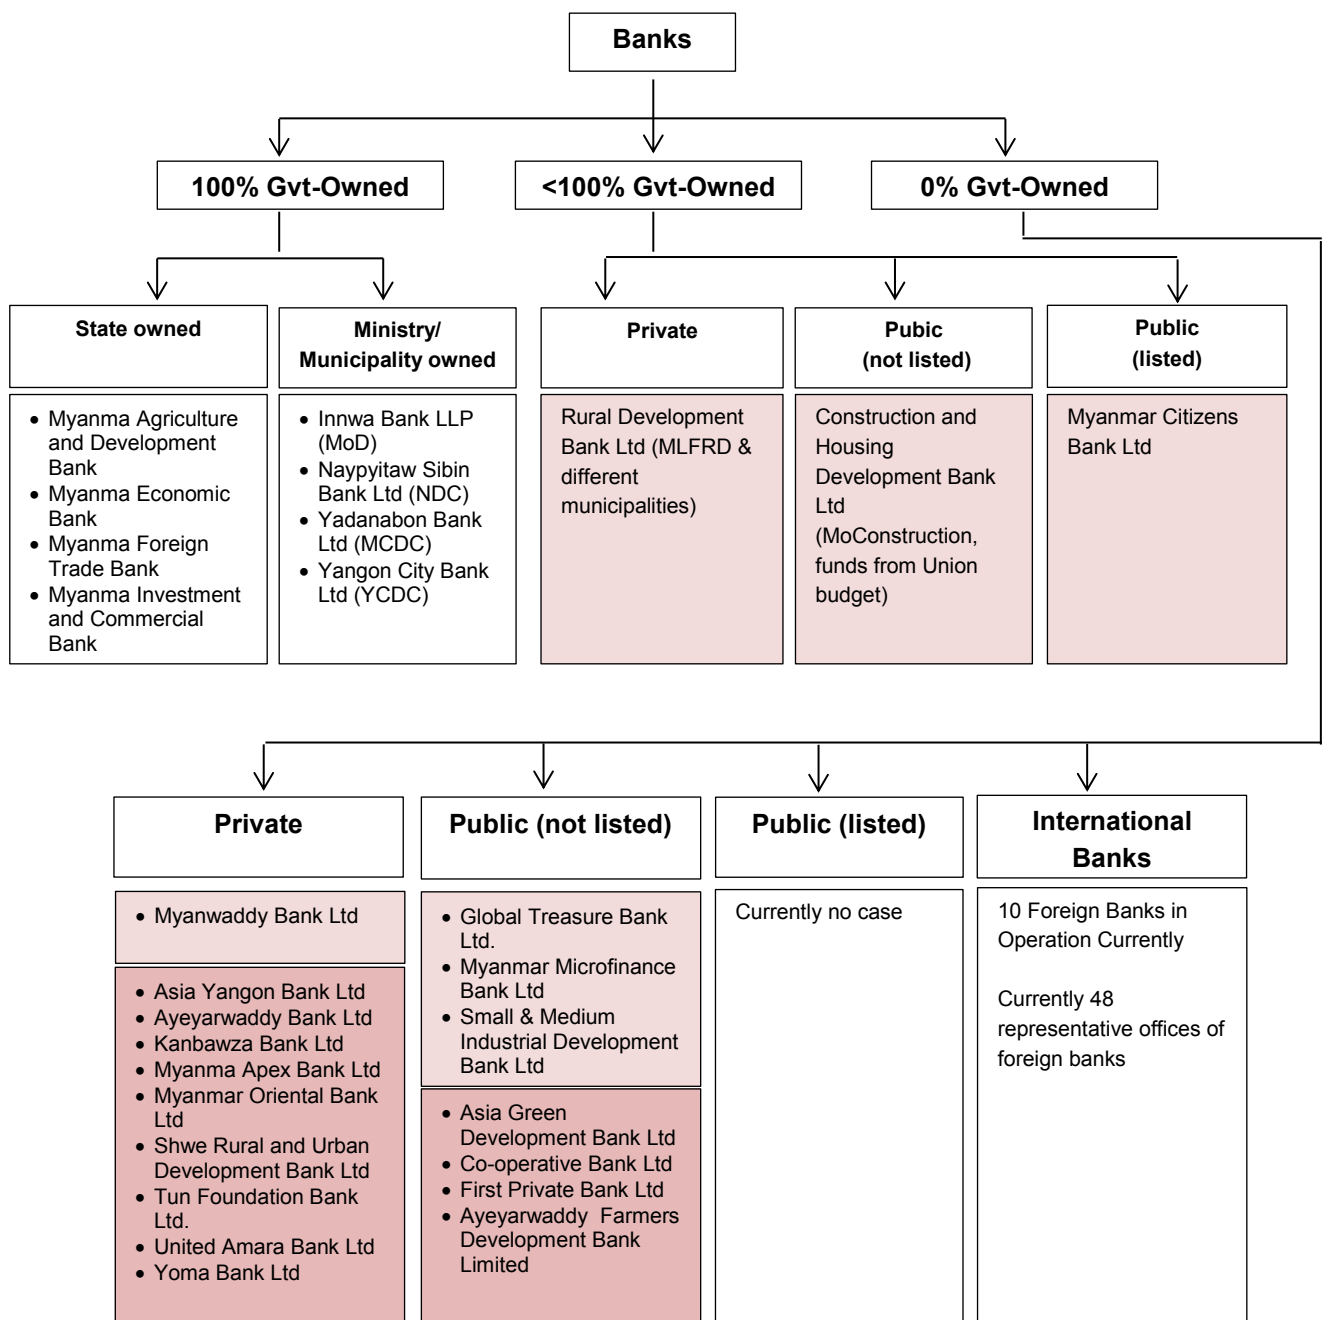 Banks
100% Gvt-Owned
<100% Gvt-Owned
0% Gvt-Owned
State owned
Ministry/
Municipality owned
Private
Pubic
(not listed)
Public
(listed)
• Myanma Agriculture
and Development
Bank
• Myanma Economic
Bank
• Myanma Foreign
Trade Bank
• Myanma Investment
and Commercial
Bank
• Innwa Bank LLP
(MoD)
• Naypyitaw Sibin
Bank Ltd (NDC)
• Yadanabon Bank
Ltd (MCDC)
• Yangon City Bank
Ltd (YCDC)
Rural Development
Bank Ltd (MLFRD &
different
municipalities)
Construction and
Housing
Development Bank
Ltd
(MoConstruction,
funds from Union
budget)
Myanmar Citizens
Bank Ltd
Private
Public (not listed)
Public (listed)
International
Banks
• Myanwaddy Bank Ltd
• Asia Yangon Bank Ltd
• Ayeyarwaddy Bank Ltd
• Kanbawza Bank Ltd
• Myanma Apex Bank Ltd
• Myanmar Oriental Bank
Ltd
• Shwe Rural and Urban
Development Bank Ltd
• Tun Foundation Bank
Ltd.
• United Amara Bank Ltd
• Yoma Bank Ltd
• Global Treasure Bank
Ltd.
• Myanmar Microfinance
Bank Ltd
• Small & Medium
Industrial Development
Bank Ltd
• Asia Green
Development Bank Ltd
• Co-operative Bank Ltd
• First Private Bank Ltd
• Ayeyarwaddy Farmers
Development Bank
Limited
Currently no case
10 Foreign Banks in
Operation Currently
Currently 48
representative offices of
foreign banks